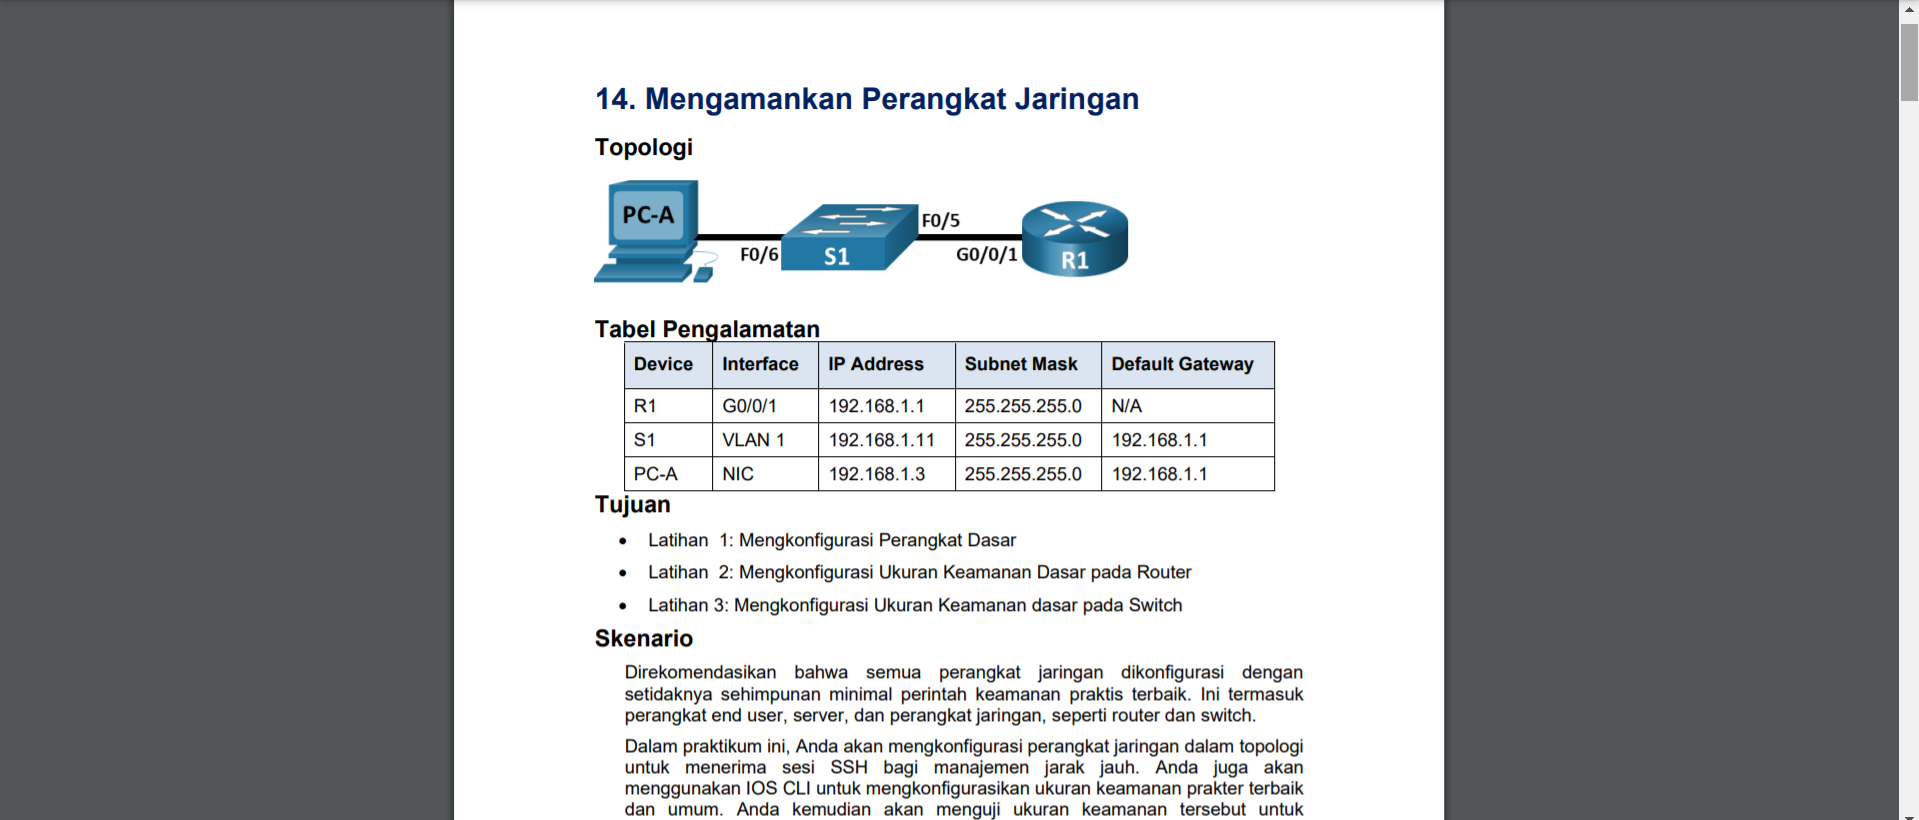 14. Mengamankan Perangkat Jaringan
Topologi
PC-A
F0/6
S1
F0/5
G0/0/1
R1
Tabel Pengalamatan
Device Interface IP Address Subnet Mask Default Gateway
R1 G0/0/1 192.168.1.1 255.255.255.0 N/A
S1 VLAN 1 192.168.1.11 255.255.255.0 192.168.1.1
PC-A NIC 192.168.1.3 255.255.255.0 192.168.1.1
Tujuan
• Latihan 1: Mengkonfigurasi Perangkat Dasar
• Latihan 2: Mengkonfigurasi Ukuran Keamanan Dasar pada Router
• Latihan 3: Mengkonfigurasi Ukuran Keamanan dasar pada Switch
Skenario
Direkomendasikan bahwa semua perangkat jaringan dikonfigurasi dengan
setidaknya sehimpunan minimal perintah keamanan praktis terbaik. Ini termasuk
perangkat end user, server, dan perangkat jaringan, seperti router dan switch.
Dalam praktikum ini, Anda akan mengkonfigurasi perangkat jaringan dalam topologi
untuk menerima sesi SSH bagi manajemen jarak jauh. Anda juga akan
menggunakan IOS CLI untuk mengkonfigurasikan ukuran keamanan prakter terbaik
dan umum. Anda kemudian akan menguji ukuran keamanan tersebut untuk